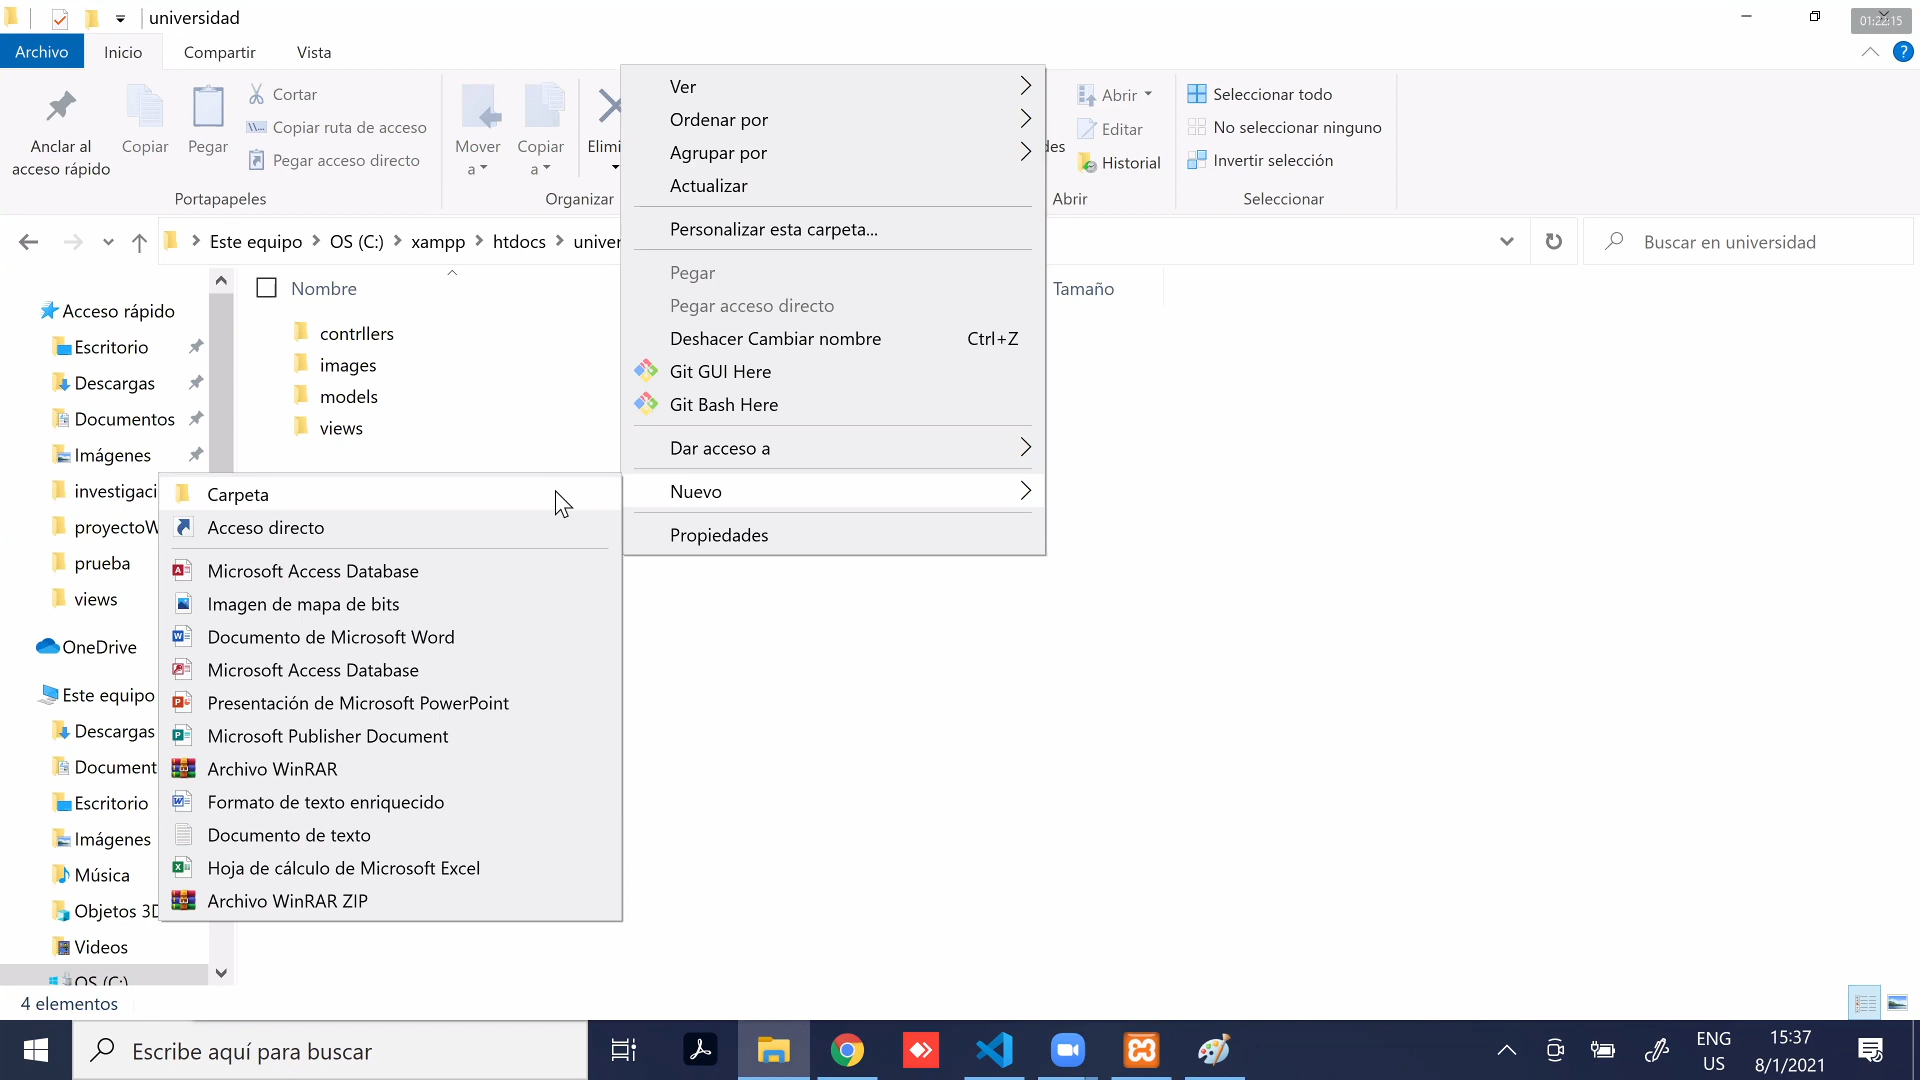 universidad
01:22:15
Archivo
Inicio
Compartir
Vista
Anclar al
acceso rápido
Copiar
Pegar
Cortar
Copiar ruta de acceso
Pegar acceso directo
Portapapeles
Mover
a
Copiar
a
Elimi
Organizar
des
Abrir
Editar
Historial
Abrir
Seleccionar todo
No seleccionar ninguno
Invertir selección
Seleccionar
Este equipo
OS (C:)
xampp
htdocs
univer
Buscar en universidad
Nombre
Tamaño
contrllers
images
models
views
Acceso rápido
Escritorio
Descargas
Documentos
Imágenes
investigaci
proyectoW
prueba
views
OneDrive
Este equipo
Descargas
Document
Escritorio
Imágenes
Música
Objetos 3D
Videos
OS (C:)
Ver
Ordenar por
Agrupar por
Actualizar
Personalizar esta carpeta...
Pegar
Pegar acceso directo
Deshacer Cambiar nombre Ctrl+Z
Git GUI Here
Git Bash Here
Dar acceso a
Nuevo
Propiedades
Carpeta
Acceso directo
Microsoft Access Database
Imagen de mapa de bits
Documento de Microsoft Word
Microsoft Access Database
Presentación de Microsoft PowerPoint
Microsoft Publisher Document
Archivo WinRAR
Formato de texto enriquecido
Documento de texto
Hoja de cálculo de Microsoft Excel
Archivo WinRAR ZIP
4 elementos
Escribe aquí para buscar
ENG
US
15:37
8/1/2021